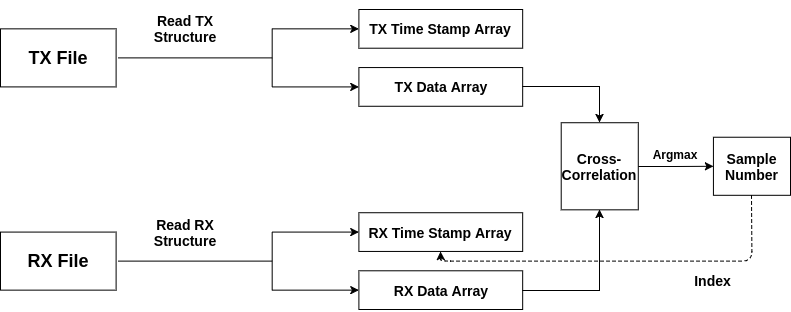 Read TX
Structure
TX File
TX Time Stamp Array
TX Data Array
Cross-
Correlation
Argmax
Sample
Number
Read RX
Structure
RX File
RX Time Stamp Array
RX Data Array
Index